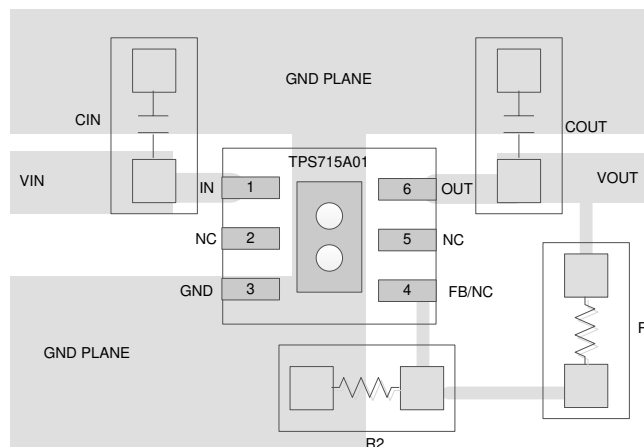 GND PLANE
CIN
COUT
TPS715A01
VIN
IN
1
6
OUT
VOUT
NC
2
5
NC
GND
3
4
FB/NC
GND PLANE
R2